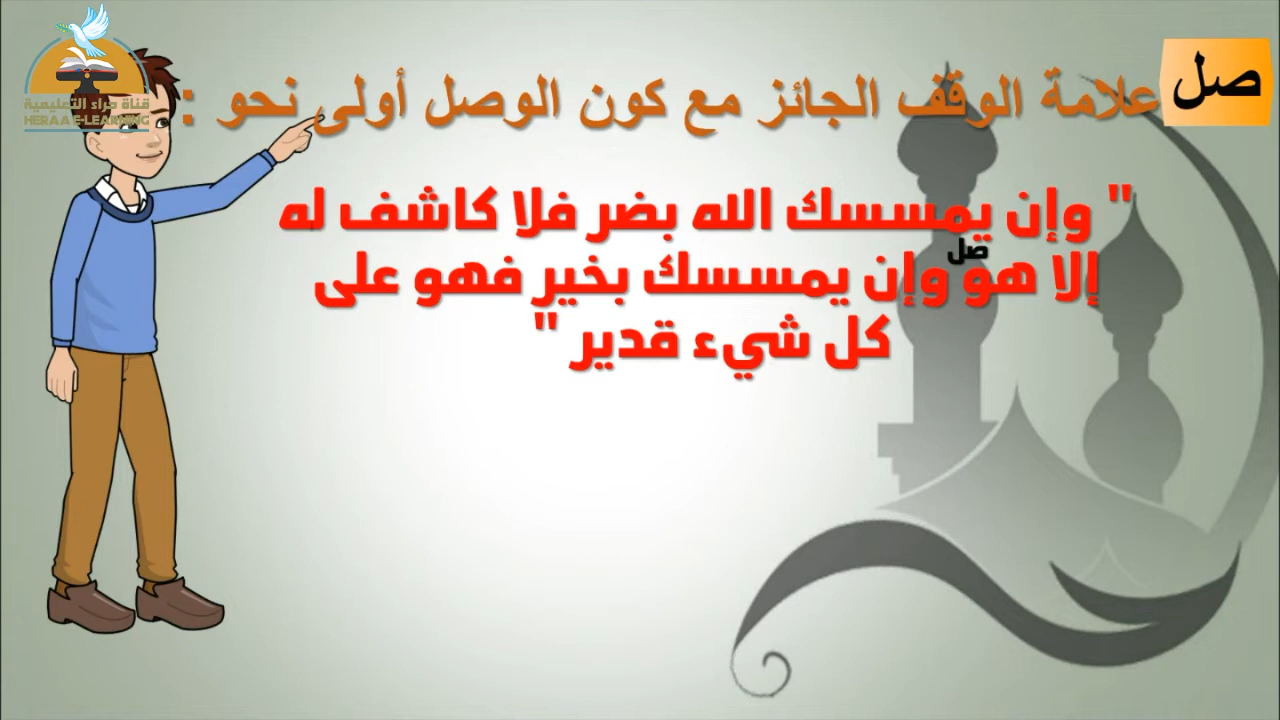 قناة حراء التعليمية
HERAA E-LEARNING
صل
علامة الوقف الجائز مع كون الوصل أولى نحو :
" وإن يمسسك الله بضر فلا كاشف له
صل
إلا هو وإن يمسسك بخير فهو على
كل شيء قدير "